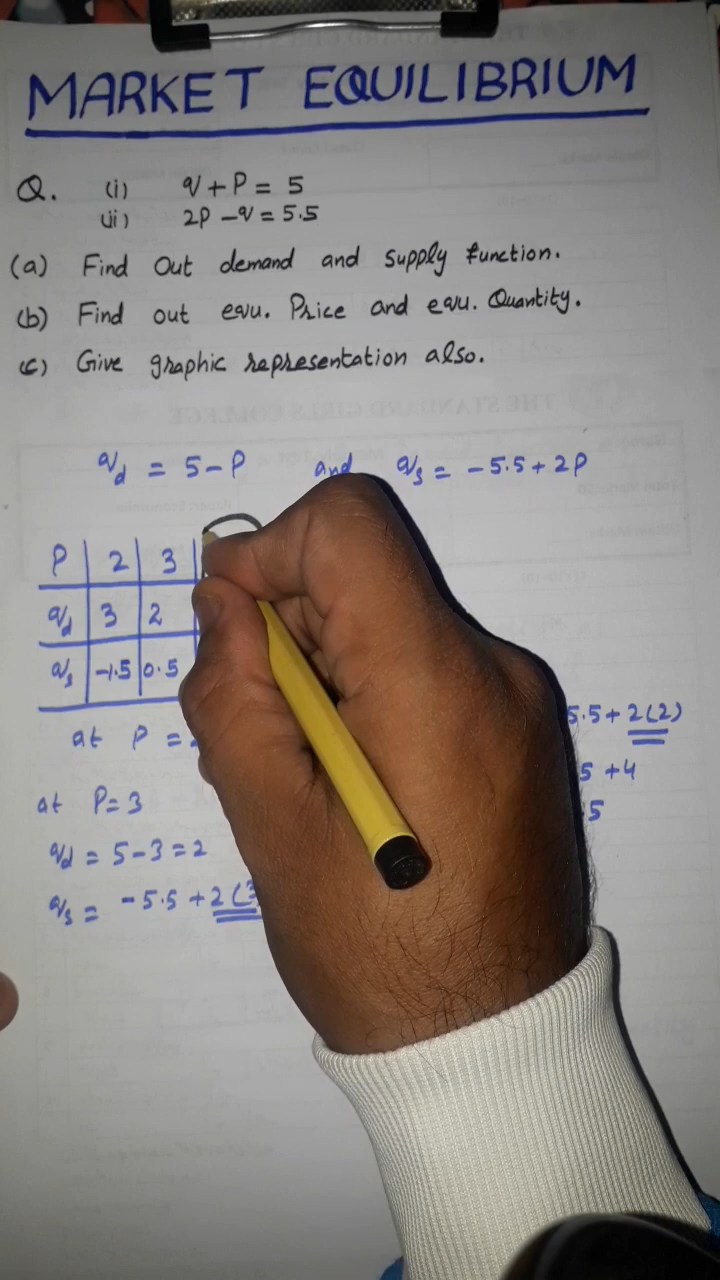 MARKET EQUILIBRIUM
Q. (i) q + P = 5
(ii) 2P - q = 5.5
(a) Find Out demand and supply function.
(b) Find out equ. Price and equ. Quantity.
(c) Give graphic representation also.
qd = 5 - P and qs = - 5.5 + 2P
P 2 3
qd 3 2
qs -1.5 0.5
at P = 5.5 + 2(2)
5 + 4
at P = 3 .5
qd = 5 - 3 = 2
qs = - 5.5 + 2(3